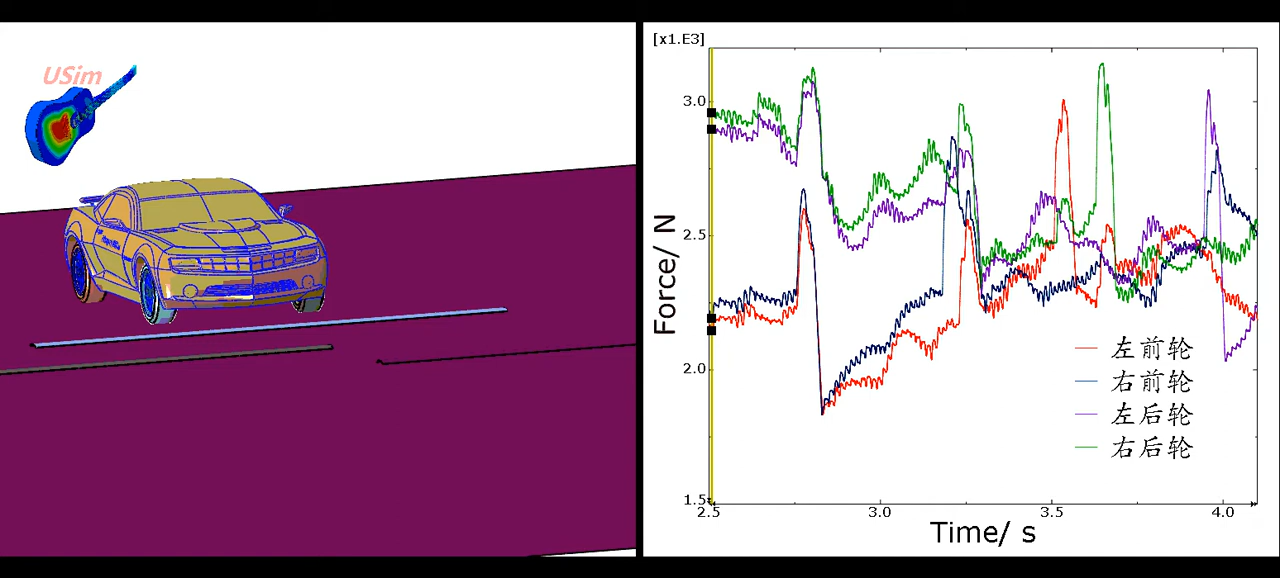 USim
[x1.E3]
3.0
2.5
2.0
1.5
Force/ N
2.5
3.0
3.5
4.0
Time/ s
左前轮
右前轮
左后轮
右后轮